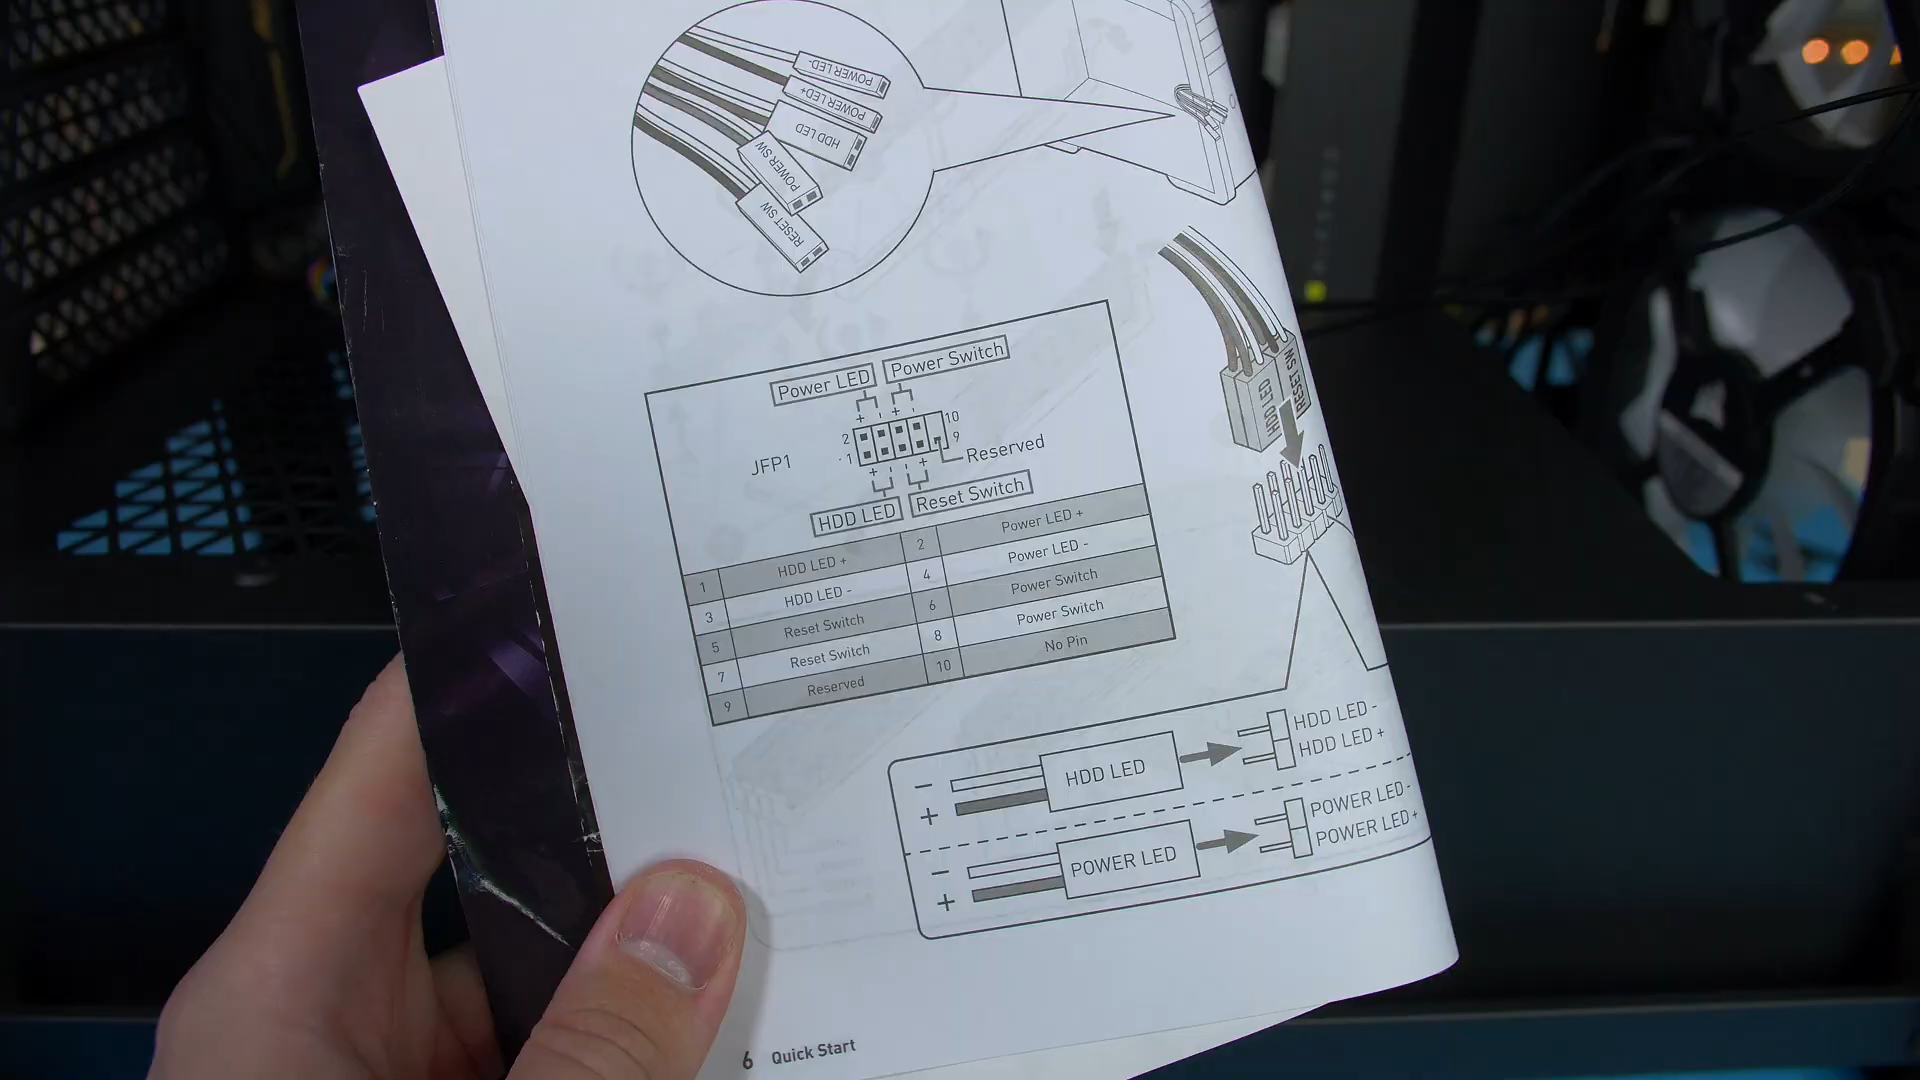 POWER LED-
POWER LED+
HDD LED
POWER SW
RESET SW
Power LED
Power Switch
+ - + -
2
10
JFP1
1
9
Reserved
+ - - +
HDD LED
Reset Switch
HDD LED
RESET SW
1 HDD LED + 2 Power LED +
3 HDD LED - 4 Power LED -
5 Reset Switch 6 Power Switch
7 Reset Switch 8 Power Switch
9 Reserved 10 No Pin
- HDD LED HDD LED -
+ HDD LED +
- POWER LED POWER LED -
+ POWER LED +
6 Quick Start